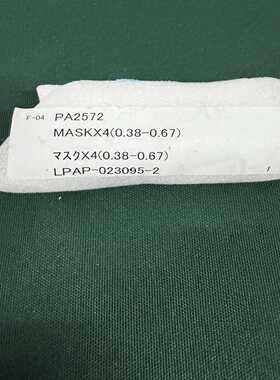 F-04 PA2572
MASKX4(0.38-0.67)
マスクX4(0.38-0.67)
LPAP-023095-2 /